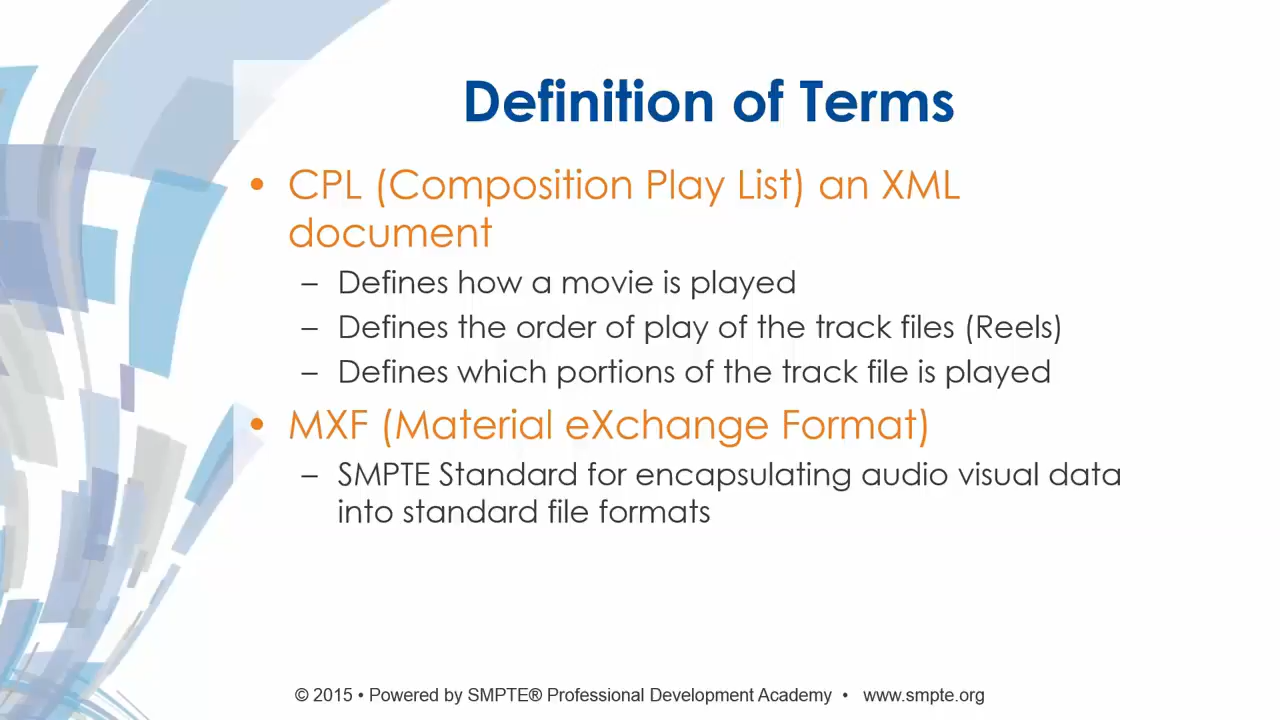 Definition of Terms
• CPL (Composition Play List) an XML
document
– Defines how a movie is played
– Defines the order of play of the track files (Reels)
– Defines which portions of the track file is played
• MXF (Material eXchange Format)
– SMPTE Standard for encapsulating audio visual data
into standard file formats
© 2015 • Powered by SMPTE® Professional Development Academy • www.smpte.org